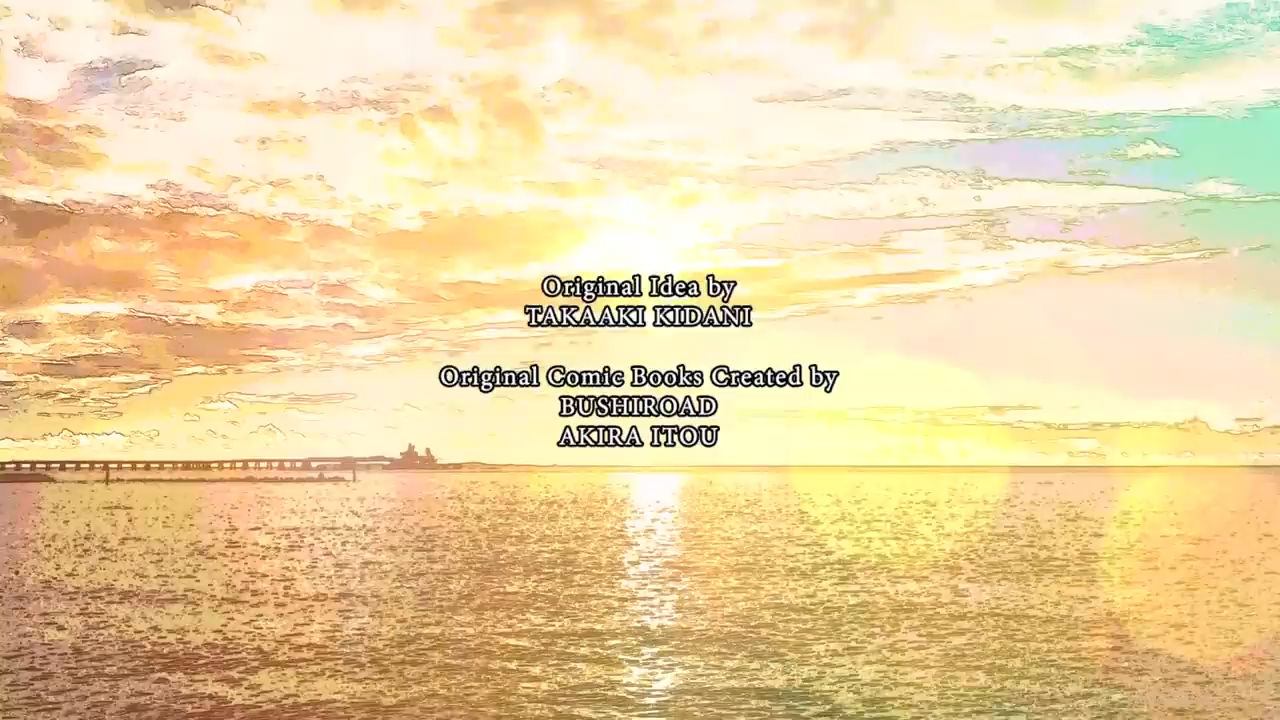 Original Idea by
TAKAAKI KIDANI
Original Comic Books Created by
BUSHIROAD
AKIRA ITOU